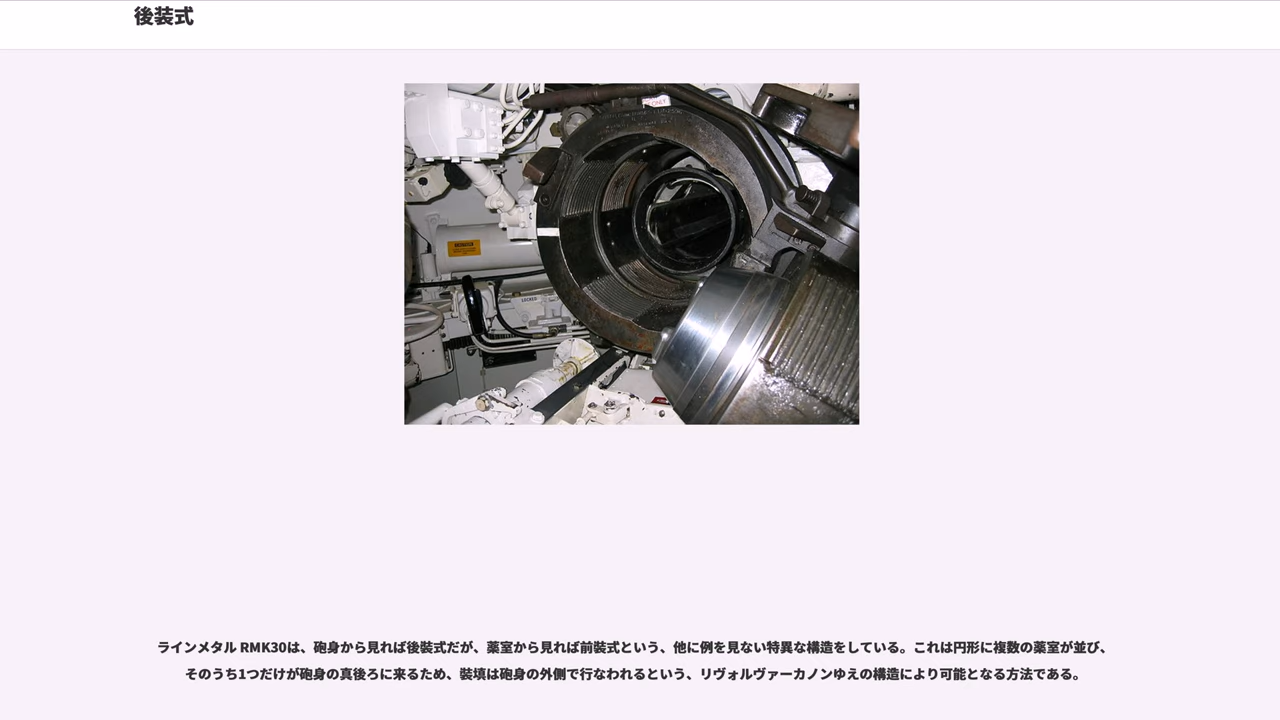 後装式
ONLY
LOCKED
ラインメタル RMK30は、砲身から見れば後装式だが、薬室から見れば前装式という、他に例を見ない特異な構造をしている。これは円形に複数の薬室が並び、
そのうち1つだけが砲身の真後ろに来るため、装填は砲身の外側で行なわれるという、リヴォルヴァーカノンゆえの構造により可能となる方法である。